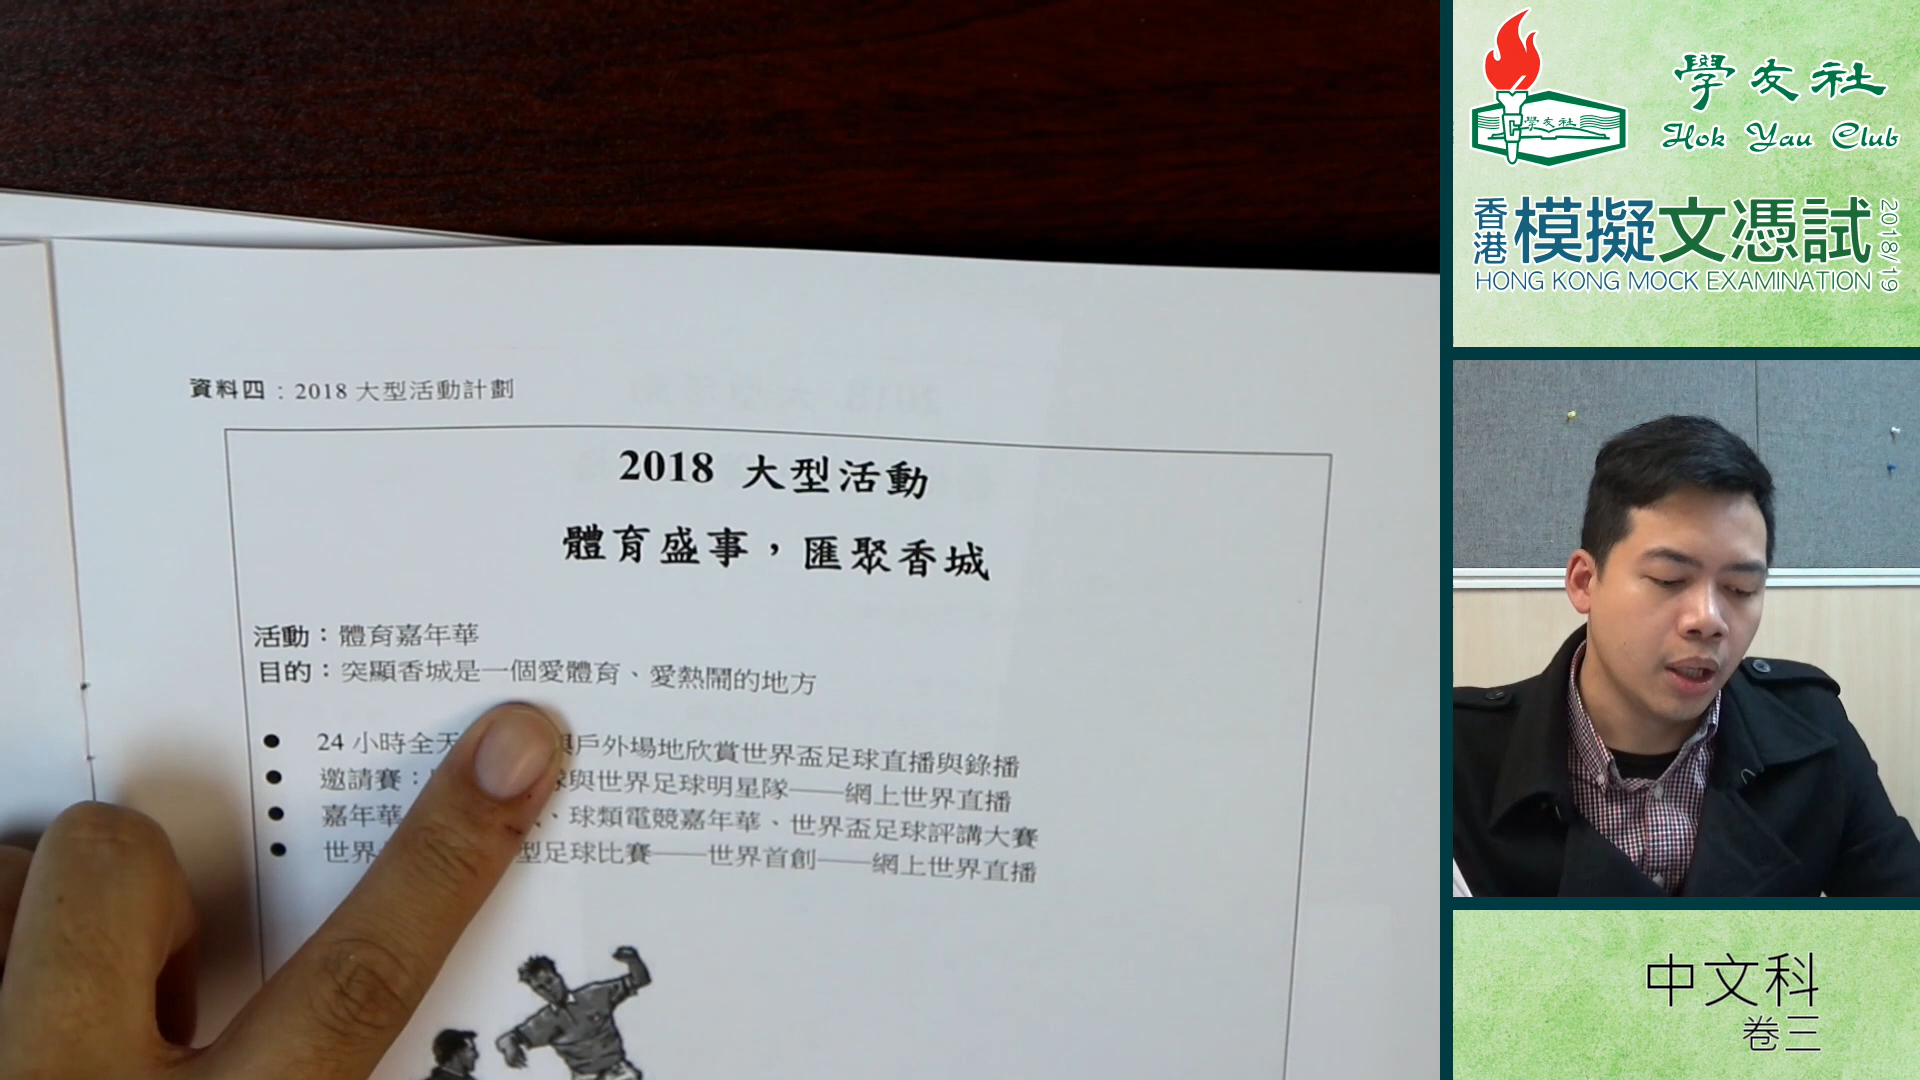 資料四：2018 大型活動計劃
2018 大型活動
體育盛事，匯聚香城
活動：體育嘉年華
目的：突顯香城是一個愛體育、愛熱鬧的地方
● 24 小時全天 戶外場地欣賞世界盃足球直播與錄播
● 邀請賽： 與世界足球明星隊——網上世界直播
● 嘉年華 、球類電競嘉年華、世界盃足球評講大賽
● 世界 型足球比賽——世界首創——網上世界直播
學友社
學友社
Hok Yau Club
香港模擬文憑試
2018/19
HONG KONG MOCK EXAMINATION
中文科
卷三